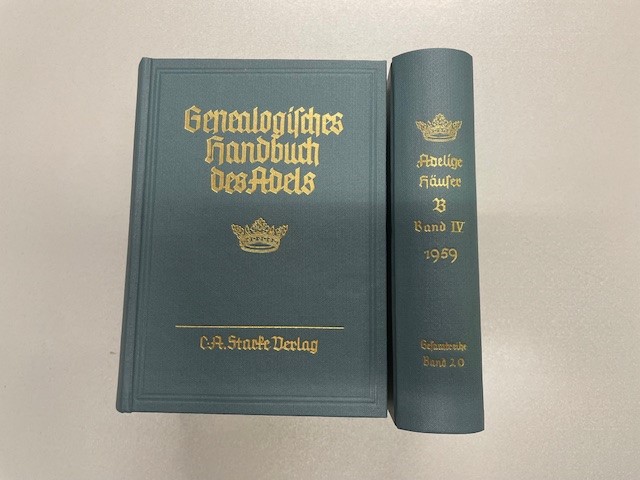 Genealogisches
Handbuch
des Adels
C.A. Starke Verlag
Adelige
Häuser
B
Band IV
1959
Gesamtreihe
Band 20